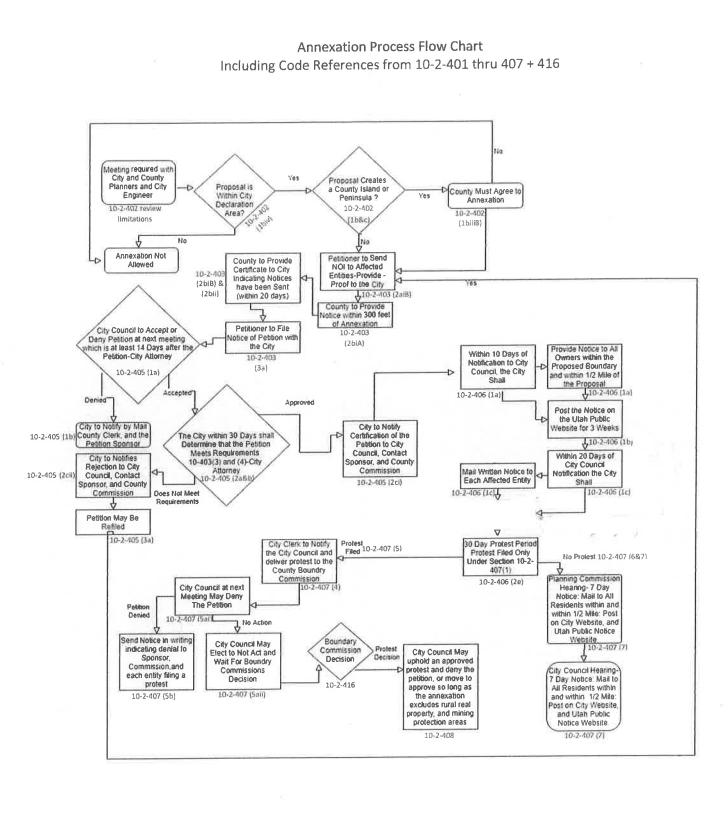 Annexation Process Flow Chart
Including Code References from 10-2-401 thru 407 + 416
No
Meeting required with
City and County
Planners and City
Engineer
10-2-402 review
limitations
Proposal is
Within City
Declaration
Area?
10-2-402
(1biv)
Yes
Proposal Creates
a County Island or
Peninsula ?
10-2-402
(1b&c)
Yes
County Must Agree to
Annexation
10-2-402
(1biiiB)
No
Annexation Not
Allowed
No
Petitioner to Send
NOI to Affected
Entities-Provide -
Proof to the City
10-2-403 (2aiB)
Yes
County to Provide
Certificate to City
Indicating Notices
have been Sent
(within 20 days)
10-2-403
(2biB) &
(2bii)
County to Provide
Notice within 300 feet
of Annexation
10-2-403
(2biA)
Petitioner to File
Notice of Petition with
the City
10-2-403
(3a)
City Council to Accept or
Deny Petition at next meeting
which is at least 14 Days after the
Petition-City Attorney
10-2-405 (1a)
Denied
Accepted
City to Notify by Mail
County Clerk, and the
Petition Sponsor
10-2-405 (1b)
The City within 30 Days shall
Determine that the Petition
Meets Requirements
10-403(3) and (4)-City
Attorney
10-2-405 (2a&b)
Approved
City to Notify
Certification of the
Petition to City
Council, Contact
Sponsor, and County
Commission
10-2-405 (2ci)
Does Not Meet
Requirements
City to Notifies
Rejection to City
Council, Contact
Sponsor, and County
Commission
10-2-405 (2cii)
Petition May Be
Refiled
10-2-405 (3a)
Within 10 Days of
Notification to City
Council, the City
Shall
10-2-406 (1a)
Provide Notice to All
Owners within the
Proposed Boundary
and within 1/2 Mile of
the Proposal
10-2-406 (1a)
Post the Notice on
the Utah Public
Website for 3 Weeks
10-2-406 (1b)
Within 20 Days of
City Council
Notification the City
Shall
10-2-406 (1c)
Mail Written Notice to
Each Affected Entity
10-2-406 (1c)
30 Day Protest Period
Protest Filed Only
Under Section 10-2-
407(1)
10-2-406 (2e)
Protest
Filed 10-2-407 (5)
No Protest 10-2-407 (6&7)
City Clerk to Notify
the City Council and
deliver protest to the
County Boundry
Commission
10-2-407 (4)
City Council at next
Meeting May Deny
The Petition
10-2-407 (5ai)
Petition
Denied
No Action
Send Notice in writing
indicating denial to
Sponsor,
Commission,and
each entity filing a
protest
10-2-407 (5b)
City Council May
Elect to Not Act and
Wait For Boundry
Commissions
Decision
10-2-407 (5aii)
Boundary
Commission
Decision
10-2-416
Protest
Decision
City Council May
uphold an approved
protest and deny the
petition, or move to
approve so long as
the annexation
excludes rural real
property, and mining
protection areas
10-2-408
Planning Commission
Hearing- 7 Day
Notice: Mail to All
Residents within and
within 1/2 Mile: Post
on City Website, and
Utah Public Notice
Website
10-2-407 (7)
City Council Hearing-
7 Day Notice: Mail to
All Residents within
and within 1/2 Mile:
Post on City Website,
and Utah Public
Notice Website
10-2-407 (7)